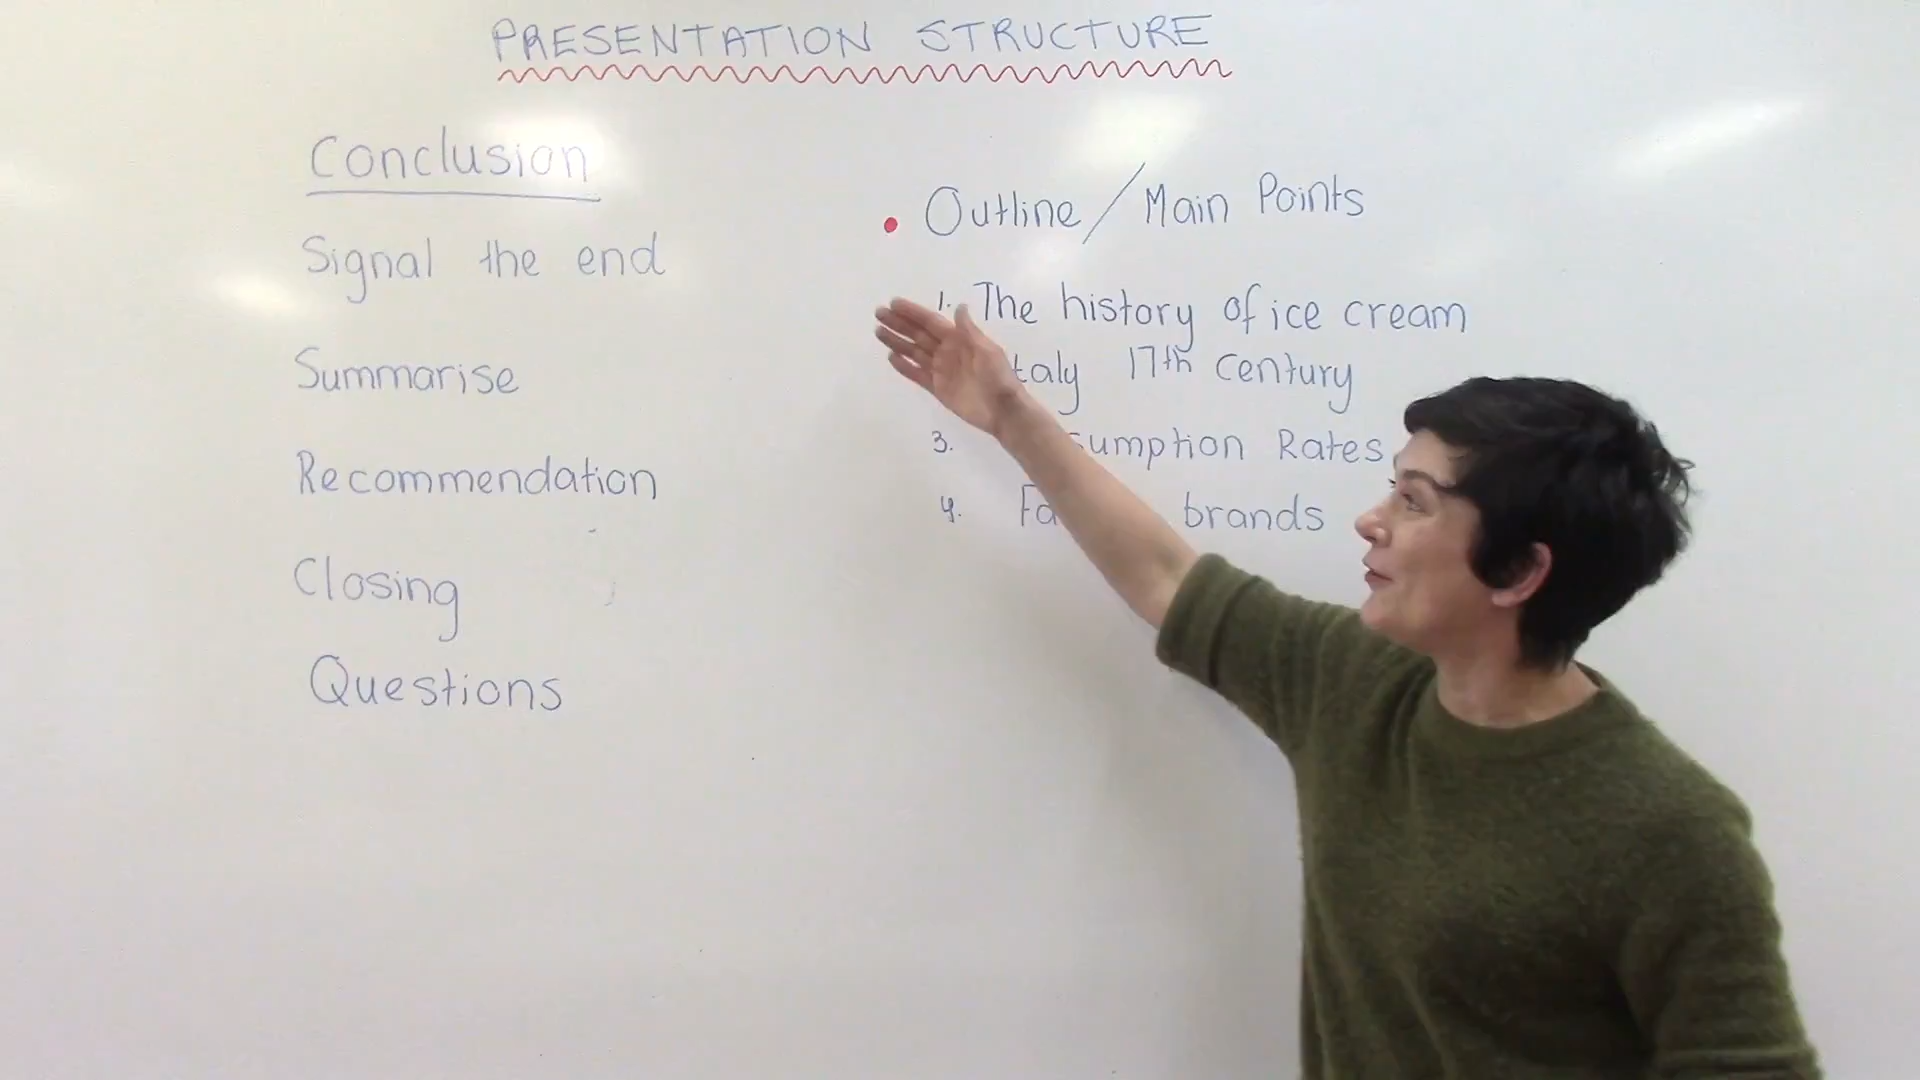 PRESENTATION STRUCTURE
Conclusion
Signal the end
Summarise
Recommendation
Closing
Questions
• Outline / Main Points
1. The history of ice cream
17th century
3. Rates
4. brands